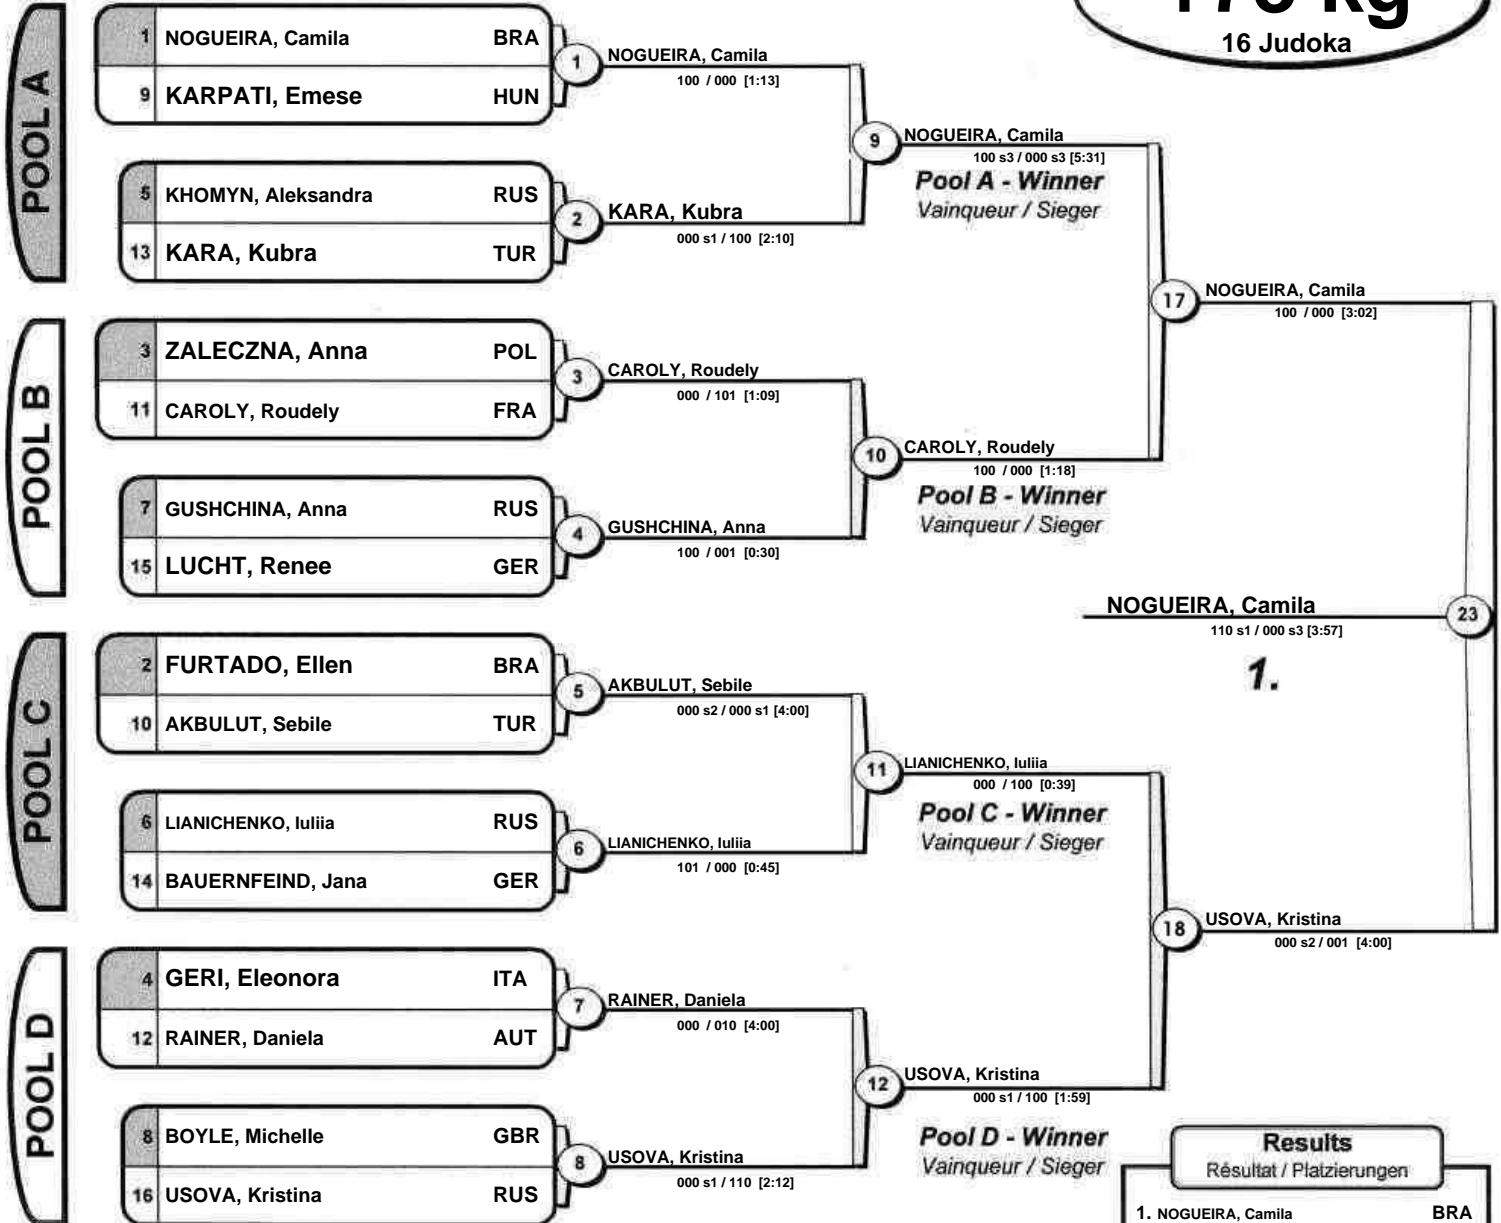 +78 kg
16 Judoka
POOL A
1 NOGUEIRA, Camila BRA
9 KARPATI, Emese HUN
1
NOGUEIRA, Camila
100 / 000 [1:13]
5 KHOMYN, Aleksandra RUS
13 KARA, Kubra TUR
2
KARA, Kubra
000 s1 / 100 [2:10]
9
NOGUEIRA, Camila
100 s3 / 000 s3 [5:31]
Pool A - Winner
Vainqueur / Sieger
POOL B
3 ZALECZNA, Anna POL
11 CAROLY, Roudely FRA
3
CAROLY, Roudely
000 / 101 [1:09]
7 GUSHCHINA, Anna RUS
15 LUCHT, Renee GER
4
GUSHCHINA, Anna
100 / 001 [0:30]
10
CAROLY, Roudely
100 / 000 [1:18]
Pool B - Winner
Vainqueur / Sieger
17
NOGUEIRA, Camila
100 / 000 [3:02]
NOGUEIRA, Camila
23
110 s1 / 000 s3 [3:57]
1.
POOL C
2 FURTADO, Ellen BRA
10 AKBULUT, Sebile TUR
5
AKBULUT, Sebile
000 s2 / 000 s1 [4:00]
6 LIANICHENKO, Iuliia RUS
14 BAUERNFEIND, Jana GER
6
LIANICHENKO, Iuliia
101 / 000 [0:45]
11
LIANICHENKO, Iuliia
000 / 100 [0:39]
Pool C - Winner
Vainqueur / Sieger
18
USOVA, Kristina
000 s2 / 001 [4:00]
POOL D
4 GERI, Eleonora ITA
12 RAINER, Daniela AUT
7
RAINER, Daniela
000 / 010 [4:00]
8 BOYLE, Michelle GBR
16 USOVA, Kristina RUS
8
USOVA, Kristina
000 s1 / 110 [2:12]
12
USOVA, Kristina
000 s1 / 100 [1:59]
Pool D - Winner
Vainqueur / Sieger
Results
Résultat / Platzierungen
1. NOGUEIRA, Camila BRA